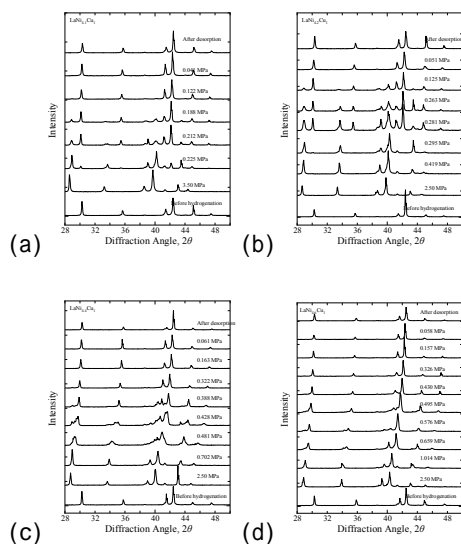 After desorption
MPa
0.122 MPa
0.188 MPa
0.212 MPa
0.225 MPa
3.50 MPa
Before hydrogenation
Intensity
28 32 36 40 44 48
Diffraction Angle, 2θ
(a)
After desorption
0.051 MPa
0.125 MPa
0.263 MPa
0.281 MPa
0.295 MPa
0.419 MPa
2.50 MPa
Before hydrogenation
Intensity
28 32 36 40 44 48
Diffraction Angle, 2θ
(b)
After desorption
0.061 MPa
0.163 MPa
0.322 MPa
0.388 MPa
0.428 MPa
0.481 MPa
0.702 MPa
2.50 MPa
Before hydrogenation
Intensity
28 32 36 40 44 48
Diffraction Angle, 2θ
(c)
After desorption
0.058 MPa
0.157 MPa
0.326 MPa
0.430 MPa
0.495 MPa
0.576 MPa
0.659 MPa
1.014 MPa
2.50 MPa
Before hydrogenation
Intensity
28 32 36 40 44 48
Diffraction Angle, 2θ
(d)